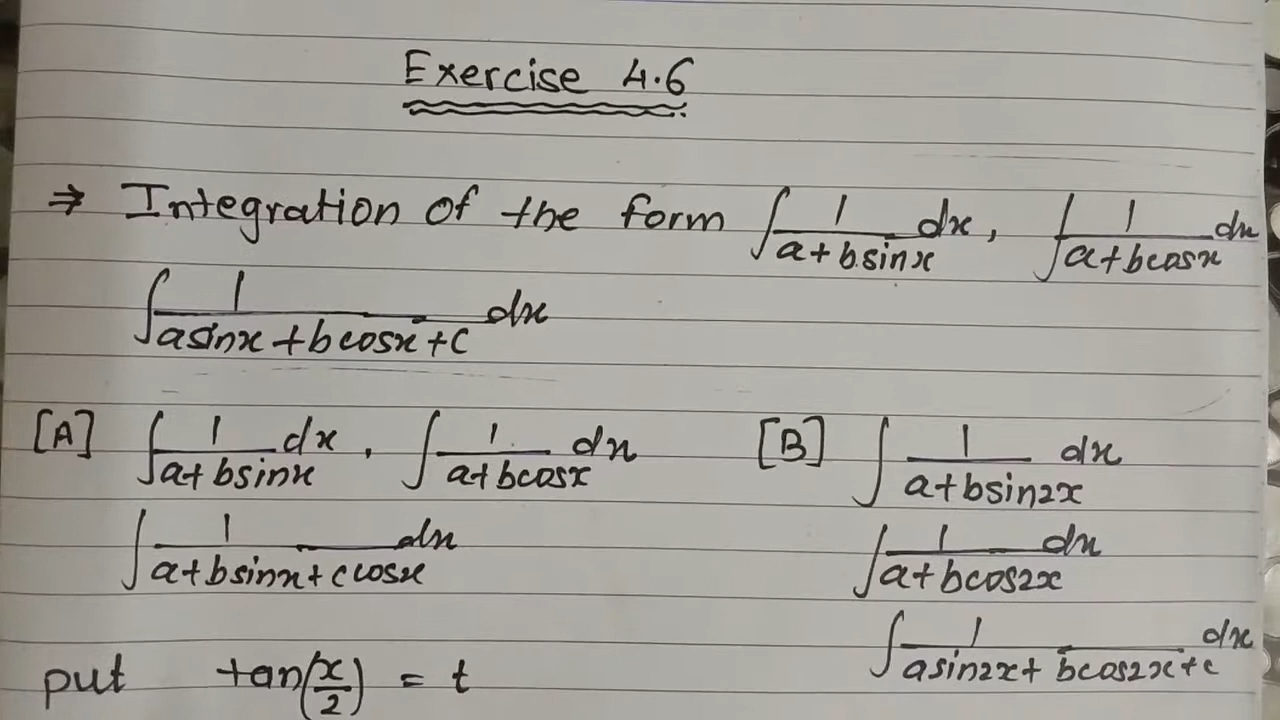 Exercise 4.6
⇒ Integration of the form ∫ 1/(a+b sinx) dx, ∫ 1/(a+bcosx) dx
∫ 1/(asinx+bcosx+c) dx
[A] ∫ 1/(a+bsinx) dx, ∫ 1/(a+bcosx) dx
∫ 1/(a+bsinx+ccosx) dx
put tan(x/2) = t
[B] ∫ 1/(a+bsin2x) dx
∫ 1/(a+bcos2x) dx
∫ 1/(asin2x+bcos2x+c) dx